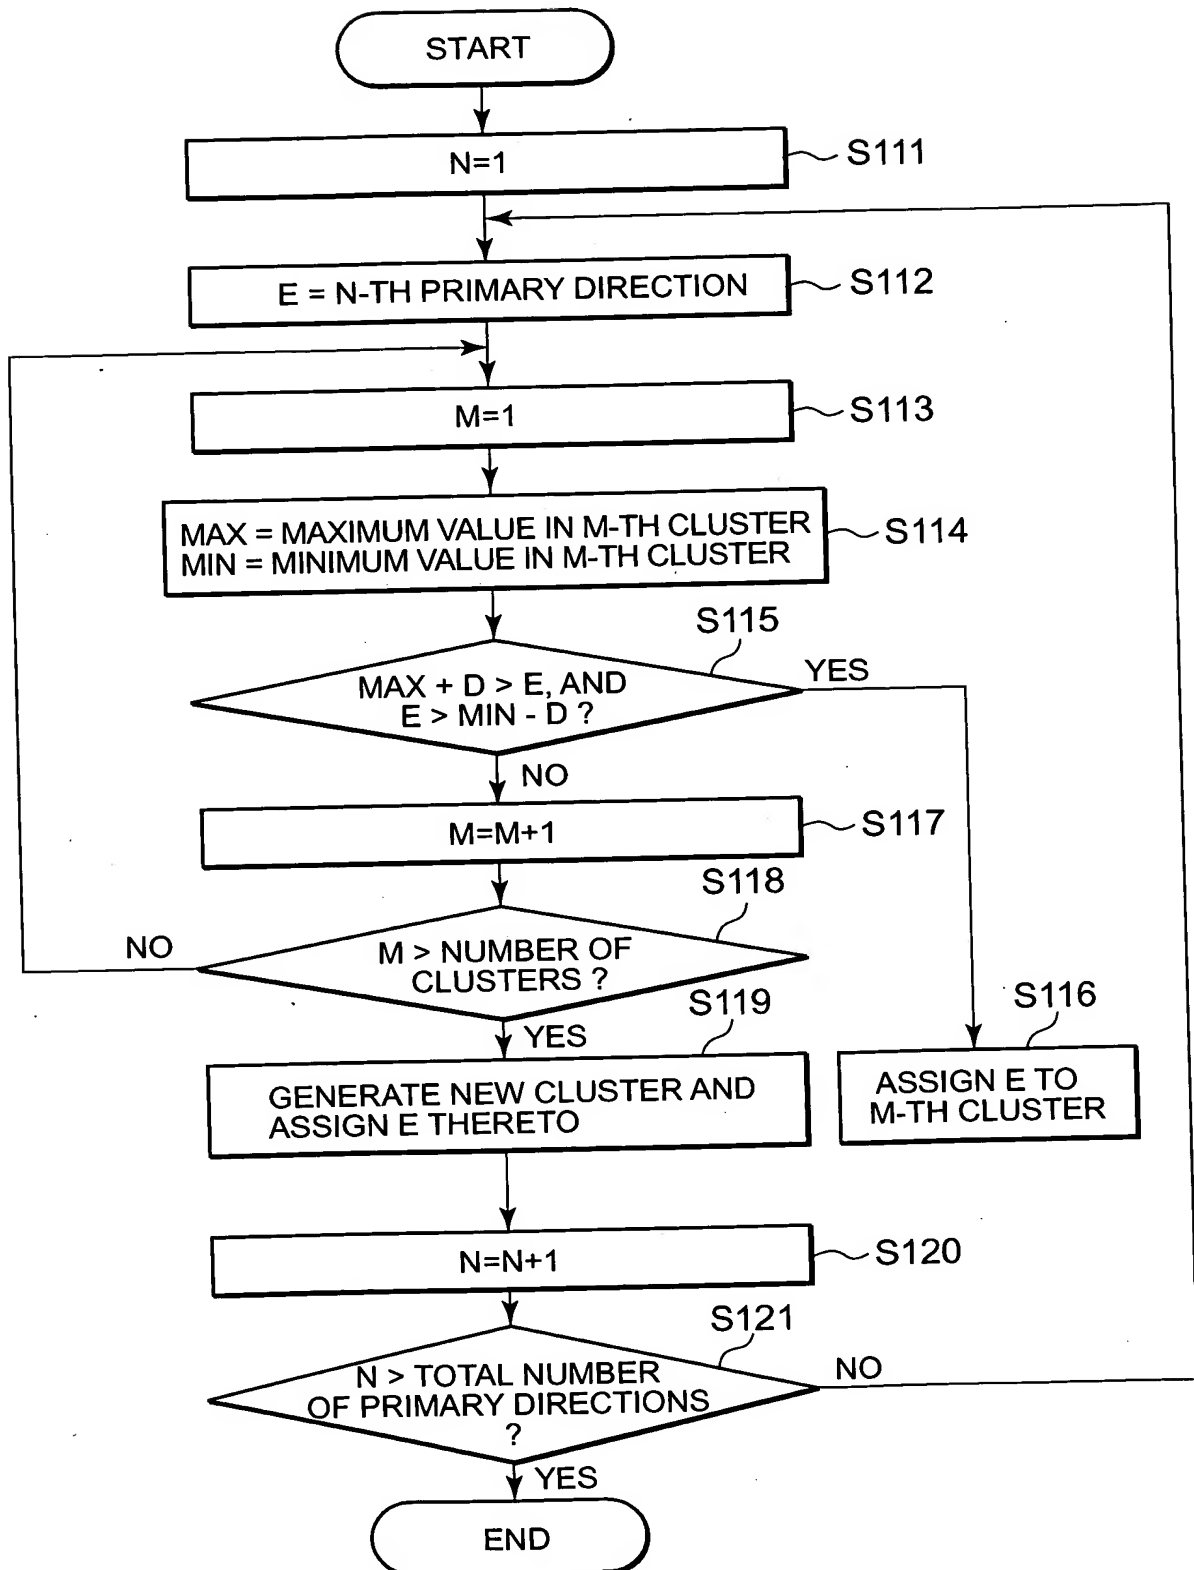 START
N=1
S111
E = N-TH PRIMARY DIRECTION
S112
M=1
S113
MAX = MAXIMUM VALUE IN M-TH CLUSTER
MIN = MINIMUM VALUE IN M-TH CLUSTER
S114
S115
MAX + D > E, AND
E > MIN - D ?
YES
NO
M=M+1
S117
S118
M > NUMBER OF
CLUSTERS ?
NO
YES
S119
GENERATE NEW CLUSTER AND
ASSIGN E THERETO
S116
ASSIGN E TO
M-TH CLUSTER
N=N+1
S120
S121
N > TOTAL NUMBER
OF PRIMARY DIRECTIONS
?
NO
YES
END